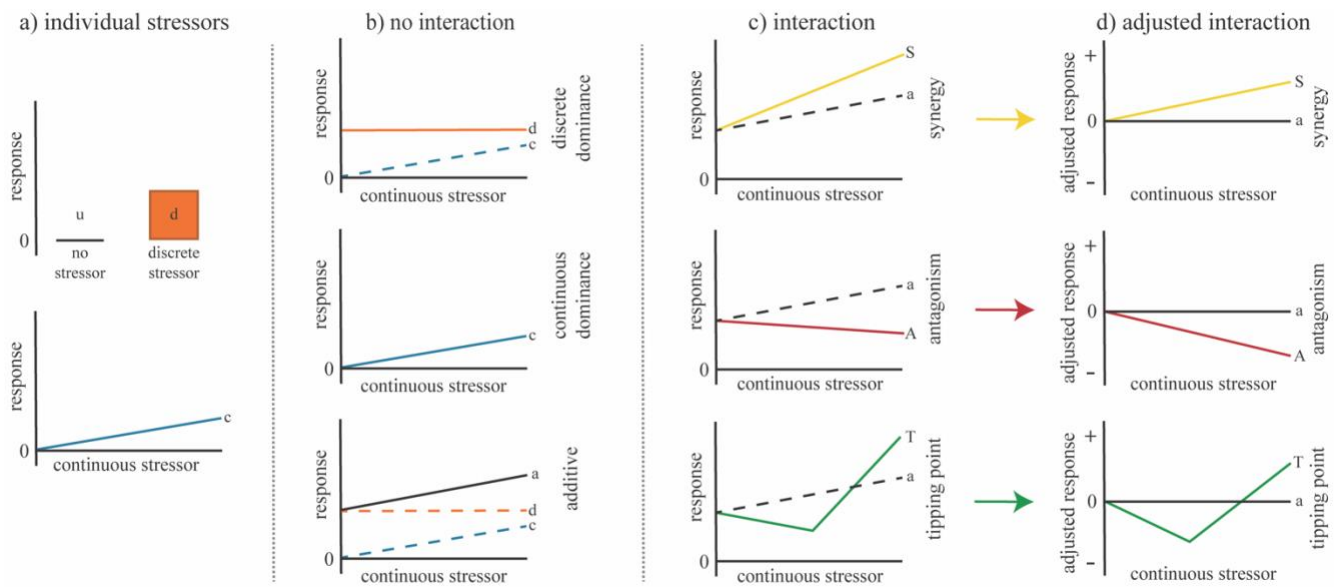 a) individual stressors
response
0
u
no
stressor
d
discrete
stressor
response
0
c
continuous stressor
b) no interaction
response
0
d
c
continuous stressor
discrete
dominance
response
0
c
continuous stressor
continuous
dominance
response
0
a
d
c
continuous stressor
additive
c) interaction
response
0
S
a
continuous stressor
synergy
response
0
a
A
continuous stressor
antagonism
response
0
T
a
continuous stressor
tipping point
d) adjusted interaction
adjusted response
+
0
-
S
a
continuous stressor
synergy
adjusted response
+
0
-
a
A
continuous stressor
antagonism
adjusted response
+
0
-
T
a
continuous stressor
tipping point